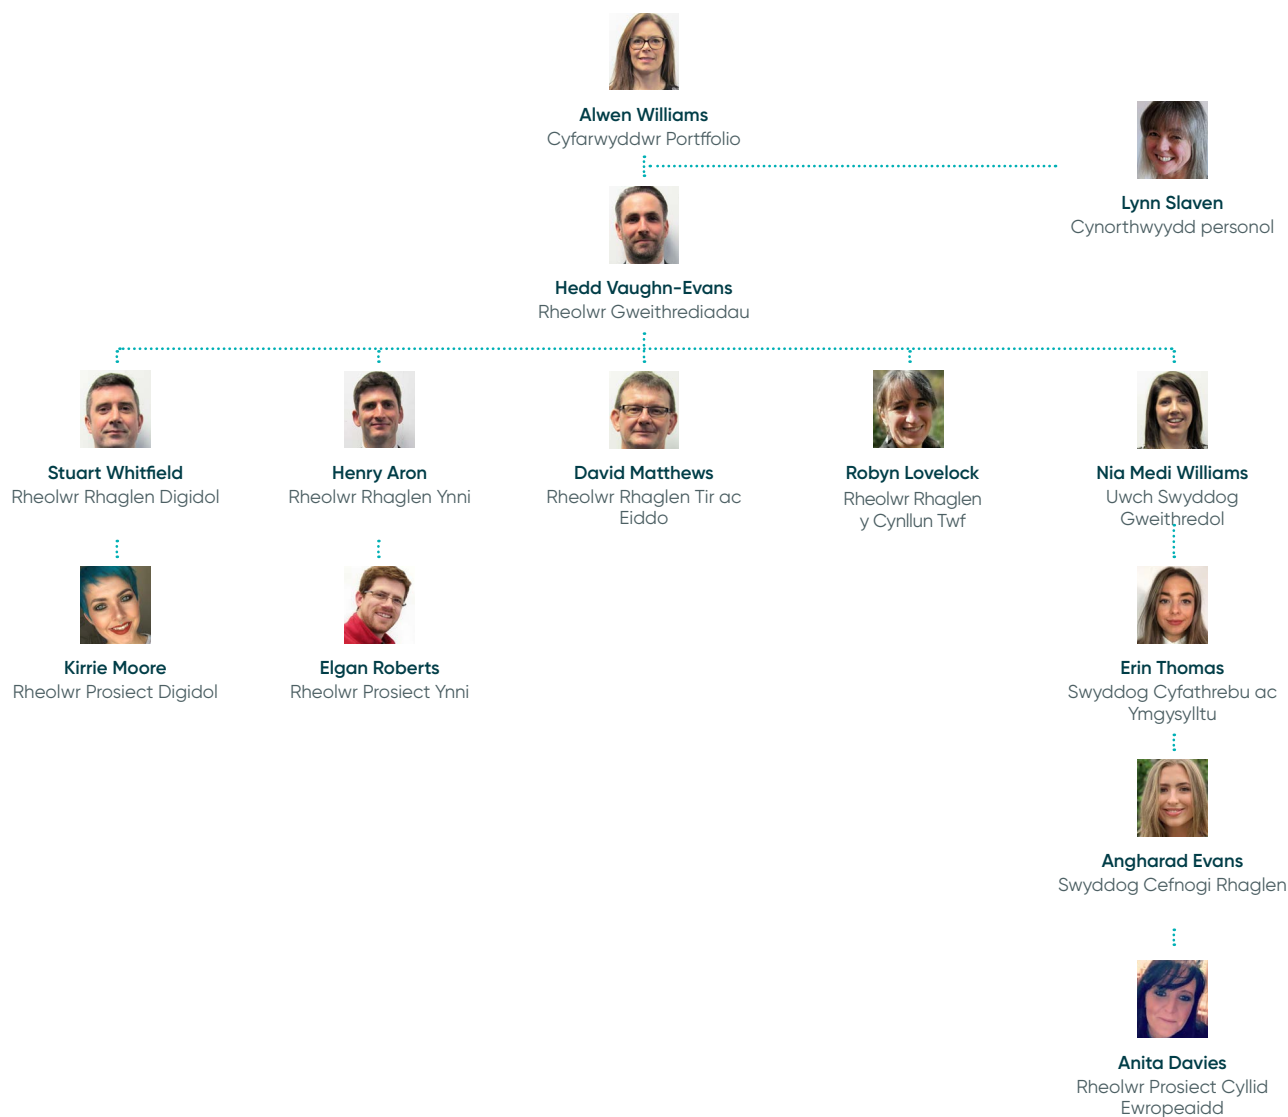 Alwen Williams
Cyfarwyddwr Portffolio
Lynn Slaven
Cynorthwyydd personol
Hedd Vaughn-Evans
Rheolwr Gweithrediadau
Stuart Whitfield
Rheolwr Rhaglen Digidol
Henry Aron
Rheolwr Rhaglen Ynni
David Matthews
Rheolwr Rhaglen Tir ac
Eiddo
Robyn Lovelock
Rheolwr Rhaglen
y Cynllun Twf
Nia Medi Williams
Uwch Swyddog
Gweithredol
Kirrie Moore
Rheolwr Prosiect Digidol
Elgan Roberts
Rheolwr Prosiect Ynni
Erin Thomas
Swyddog Cyfathrebu ac
Ymgysylltu
Angharad Evans
Swyddog Cefnogi Rhaglen
Anita Davies
Rheolwr Prosiect Cyllid
Ewropeaidd